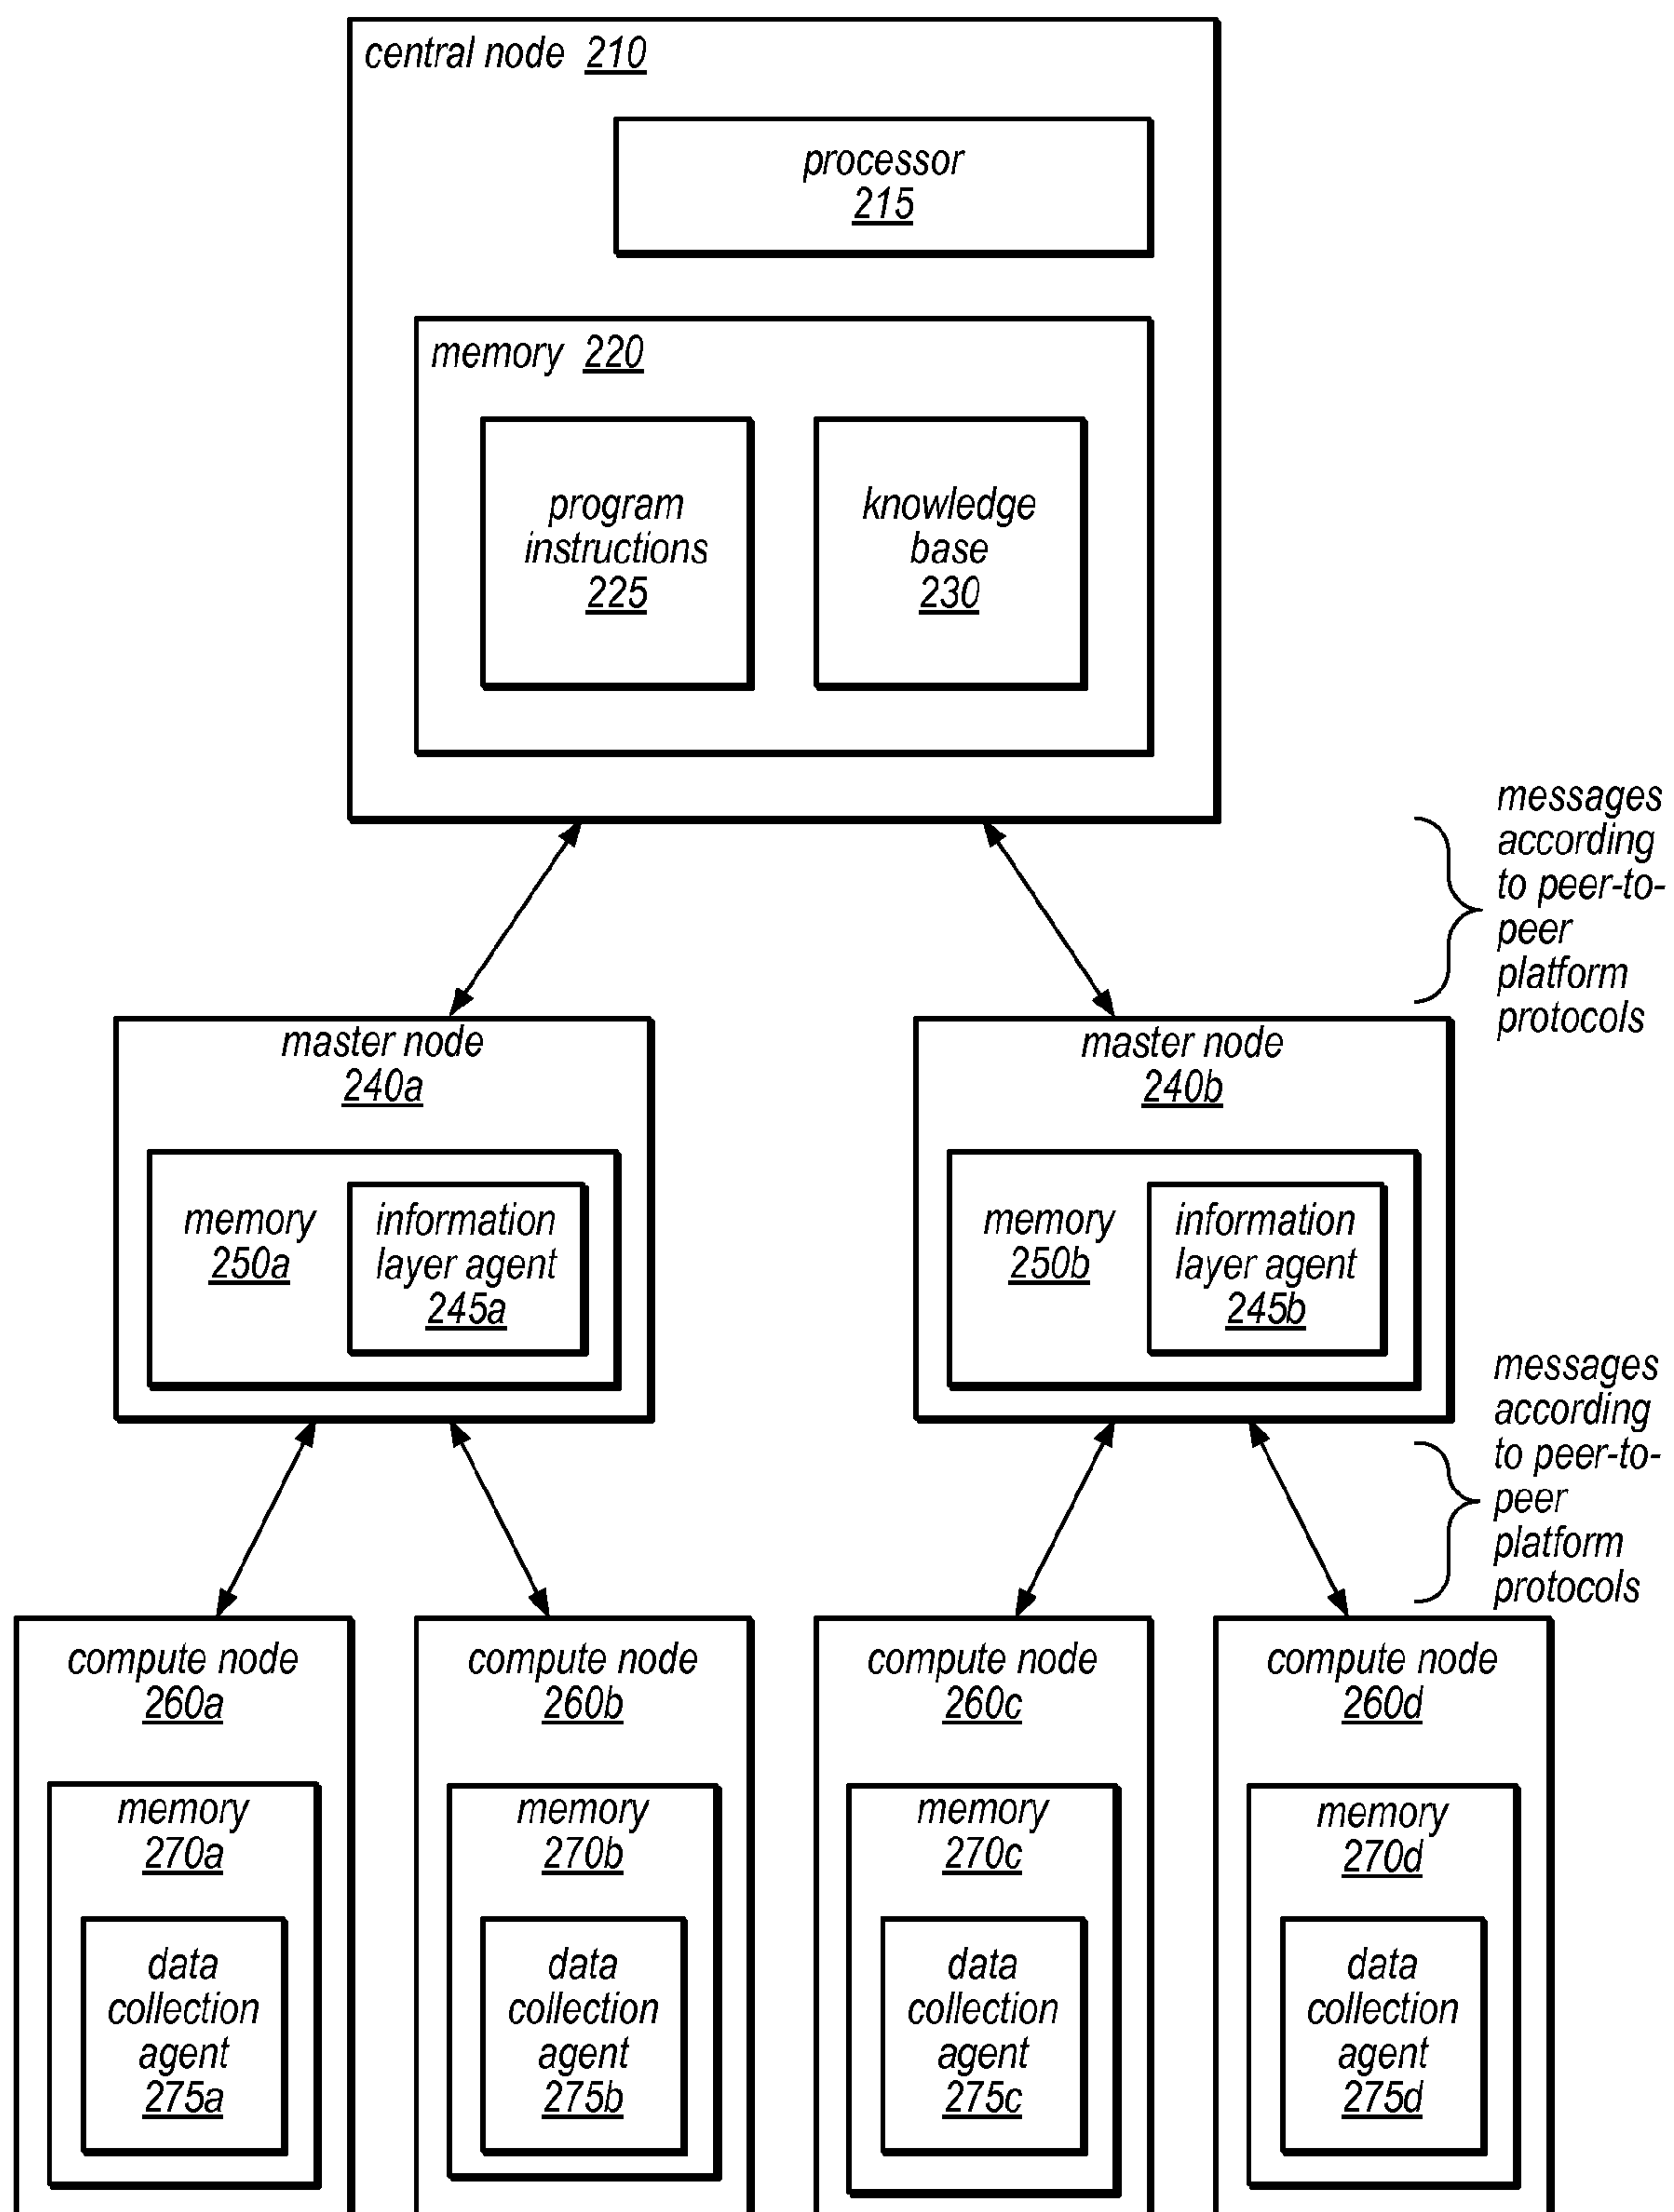 central node 210
processor
215
memory 220
program
instructions
225
knowledge
base
230
messages
according
to peer-to-
peer
platform
protocols
master node
240a
memory
250a
information
layer agent
245a
master node
240b
memory
250b
information
layer agent
245b
messages
according
to peer-to-
peer
platform
protocols
compute node
260a
memory
270a
data
collection
agent
275a
compute node
260b
memory
270b
data
collection
agent
275b
compute node
260c
memory
270c
data
collection
agent
275c
compute node
260d
memory
270d
data
collection
agent
275d